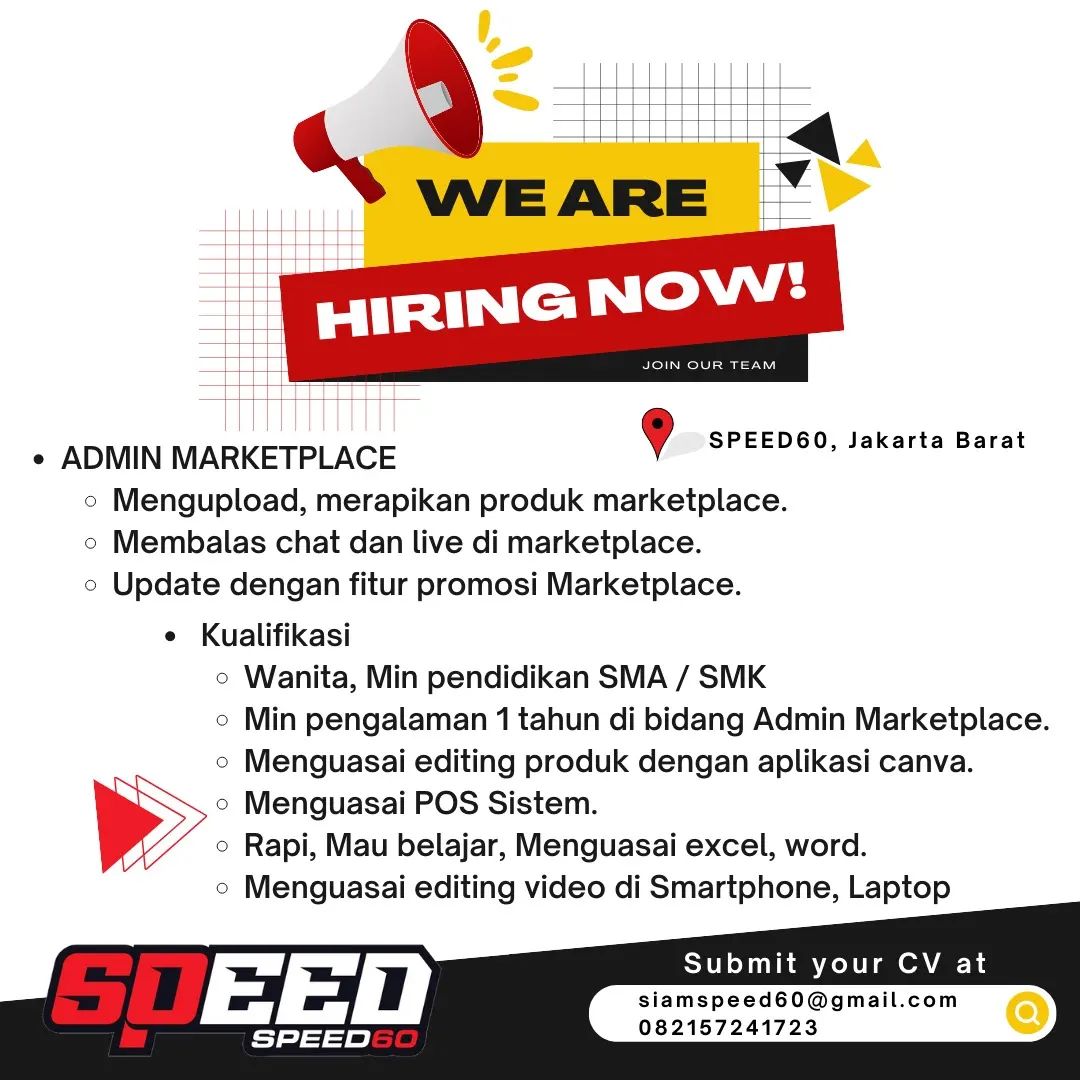 WE ARE
HIRING NOW!
JOIN OUR TEAM
SPEED60, Jakarta Barat
• ADMIN MARKETPLACE
○ Mengupload, merapikan produk marketplace.
○ Membalas chat dan live di marketplace.
○ Update dengan fitur promosi Marketplace.
• Kualifikasi
○ Wanita, Min pendidikan SMA / SMK
○ Min pengalaman 1 tahun di bidang Admin Marketplace.
○ Menguasai editing produk dengan aplikasi canva.
○ Menguasai POS Sistem.
○ Rapi, Mau belajar, Menguasai excel, word.
○ Menguasai editing video di Smartphone, Laptop
SPEED
SPEED60
Submit your CV at
siamspeed60@gmail.com
082157241723